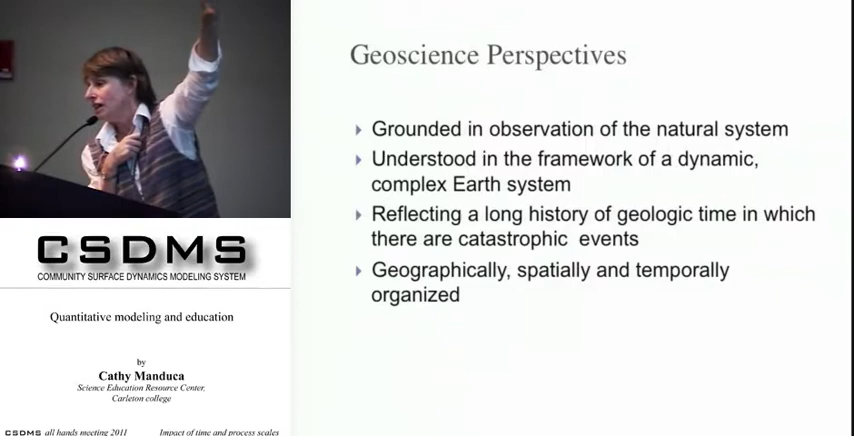 Geoscience Perspectives
Grounded in observation of the natural system
Understood in the framework of a dynamic,
complex Earth system
Reflecting a long history of geologic time in which
there are catastrophic events
Geographically, spatially and temporally
organized
CSDMS
COMMUNITY SURFACE DYNAMICS MODELING SYSTEM
Quantitative modeling and education
by
Cathy Manduca
Science Education Resource Center,
Carleton college
CSDMS all hands meeting 2011 Impact of time and process scales